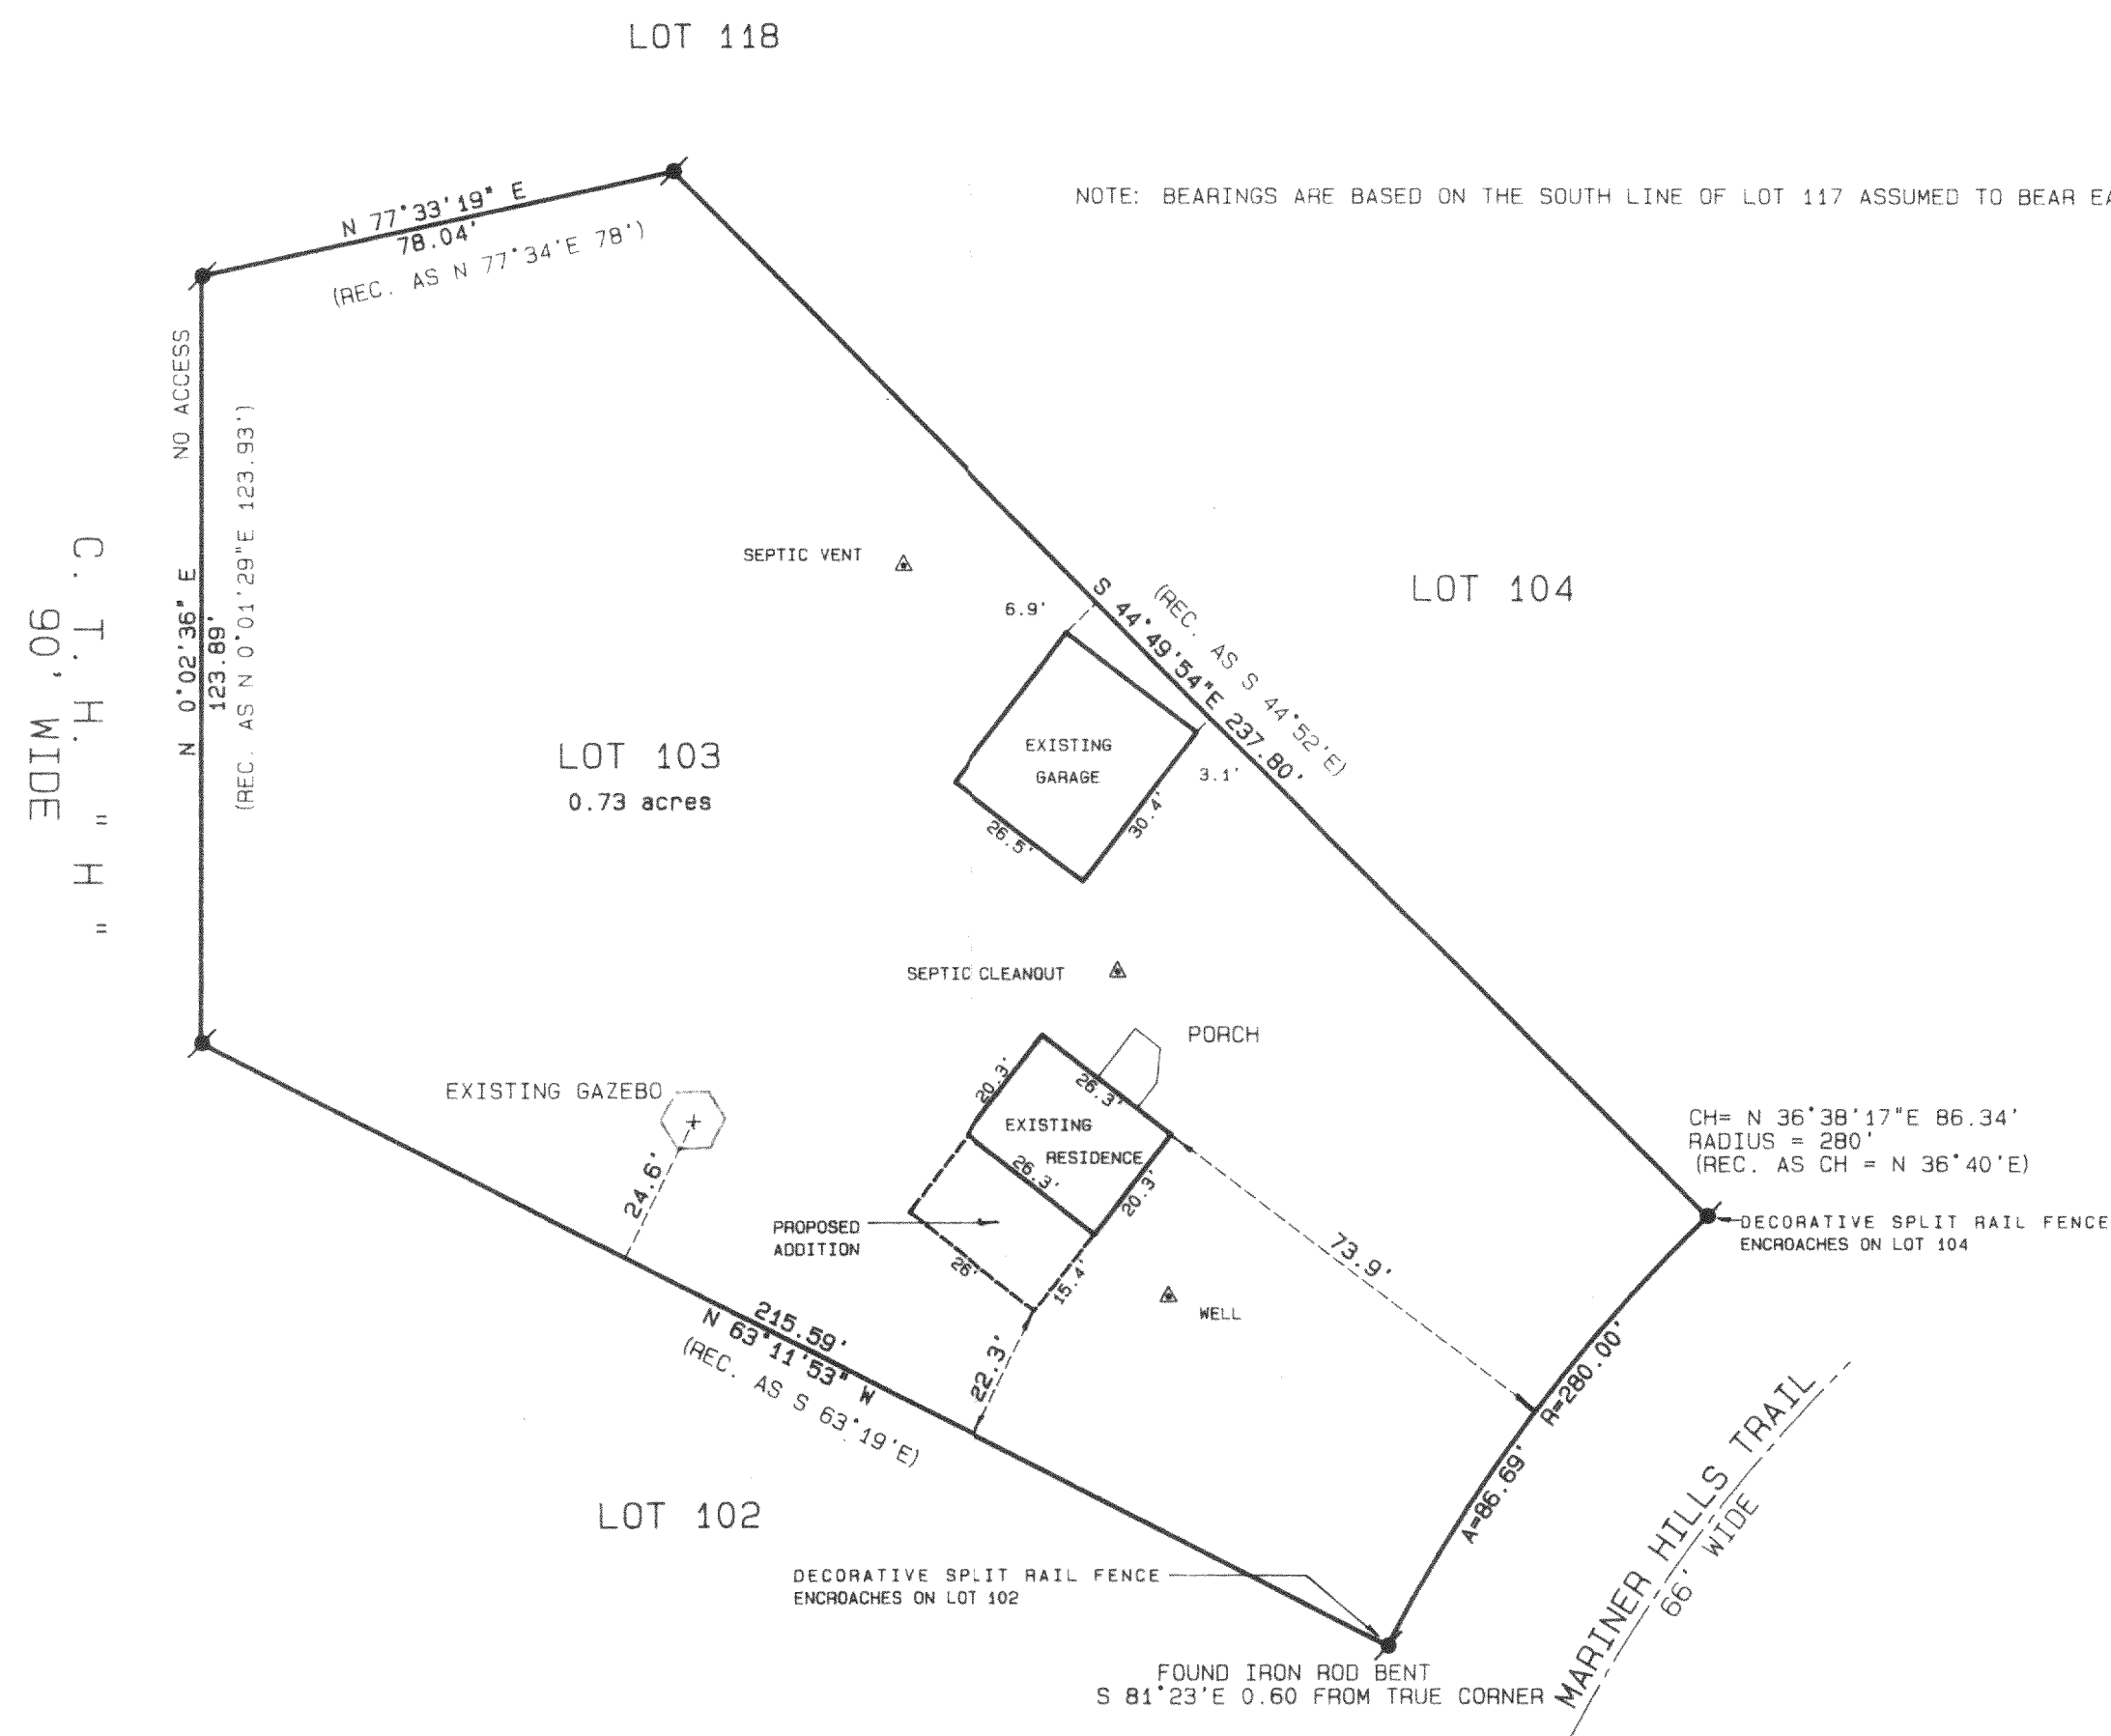 LOT 118
NOTE: BEARINGS ARE BASED ON THE SOUTH LINE OF LOT 117 ASSUMED TO BEAR
N 77°33'19" E
78.04'
(REC. AS N 77°34'E 78')
NO ACCESS
N 0°02'36" E
123.89'
(REC. AS N 0°01'29"E 123.93')
C. T. H. " H "
90' WIDE
SEPTIC VENT
6.9'
S 44°49'54"E 237.80'
(REC. AS S 44°52'E)
LOT 104
EXISTING
GARAGE
3.1'
30.4'
26.5'
LOT 103
0.73 acres
SEPTIC CLEANOUT
PORCH
EXISTING GAZEBO
24.6'
20.3'
26.3'
EXISTING
RESIDENCE
26.3'
20.3'
PROPOSED
ADDITION
26'
15.4'
22.3'
WELL
73.9'
CH= N 36°38'17"E 86.34'
RADIUS = 280'
(REC. AS CH = N 36°40'E)
DECORATIVE SPLIT RAIL FENCE
ENCROACHES ON LOT 104
R=280.00'
A=86.69'
215.59'
N 63°11'53" W
(REC. AS S 63°19'E)
LOT 102
MARINER HILLS TRAIL
66' WIDE
DECORATIVE SPLIT RAIL FENCE
ENCROACHES ON LOT 102
FOUND IRON ROD BENT
S 81°23'E 0.60 FROM TRUE CORNER